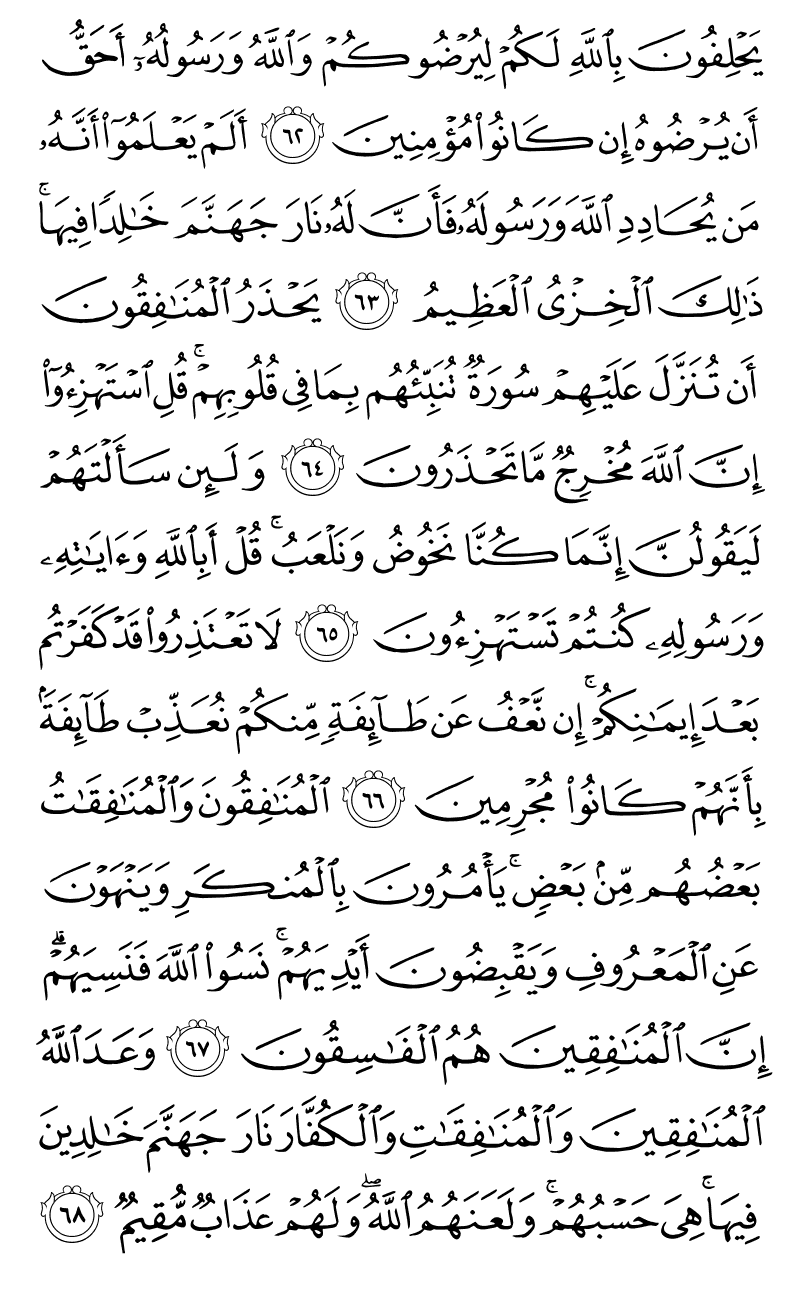 يَحْلِفُونَ بِٱللَّهِ لَكُمْ لِيُرْضُوكُمْ وَٱللَّهُ وَرَسُولُهُۥٓ أَحَقُّ
أَن يُرْضُوهُ إِن كَانُوا۟ مُؤْمِنِينَ ٦٢ أَلَمْ يَعْلَمُوٓا۟ أَنَّهُۥ
مَن يُحَادِدِ ٱللَّهَ وَرَسُولَهُۥ فَأَنَّ لَهُۥ نَارَ جَهَنَّمَ خَٰلِدًا فِيهَا ۚ
ذَٰلِكَ ٱلْخِزْىُ ٱلْعَظِيمُ ٦٣ يَحْذَرُ ٱلْمُنَٰفِقُونَ
أَن تُنَزَّلَ عَلَيْهِمْ سُورَةٌ تُنَبِّئُهُم بِمَا فِى قُلُوبِهِمْ ۚ قُلِ ٱسْتَهْزِءُوٓا۟
إِنَّ ٱللَّهَ مُخْرِجٌ مَّا تَحْذَرُونَ ٦٤ وَلَئِن سَأَلْتَهُمْ
لَيَقُولُنَّ إِنَّمَا كُنَّا نَخُوضُ وَنَلْعَبُ ۚ قُلْ أَبِٱللَّهِ وَءَايَٰتِهِۦ
وَرَسُولِهِۦ كُنتُمْ تَسْتَهْزِءُونَ ٦٥ لَا تَعْتَذِرُوا۟ قَدْ كَفَرْتُم
بَعْدَ إِيمَٰنِكُمْ ۚ إِن نَّعْفُ عَن طَآئِفَةٍ مِّنكُمْ نُعَذِّبْ طَآئِفَةًۢ
بِأَنَّهُمْ كَانُوا۟ مُجْرِمِينَ ٦٦ ٱلْمُنَٰفِقُونَ وَٱلْمُنَٰفِقَٰتُ
بَعْضُهُم مِّنۢ بَعْضٍ ۚ يَأْمُرُونَ بِٱلْمُنكَرِ وَيَنْهَوْنَ
عَنِ ٱلْمَعْرُوفِ وَيَقْبِضُونَ أَيْدِيَهُمْ ۚ نَسُوا۟ ٱللَّهَ فَنَسِيَهُمْ ۗ
إِنَّ ٱلْمُنَٰفِقِينَ هُمُ ٱلْفَٰسِقُونَ ٦٧ وَعَدَ ٱللَّهُ
ٱلْمُنَٰفِقِينَ وَٱلْمُنَٰفِقَٰتِ وَٱلْكُفَّارَ نَارَ جَهَنَّمَ خَٰلِدِينَ
فِيهَا ۚ هِىَ حَسْبُهُمْ ۚ وَلَعَنَهُمُ ٱللَّهُ ۖ وَلَهُمْ عَذَابٌ مُّقِيمٌ ٦٨